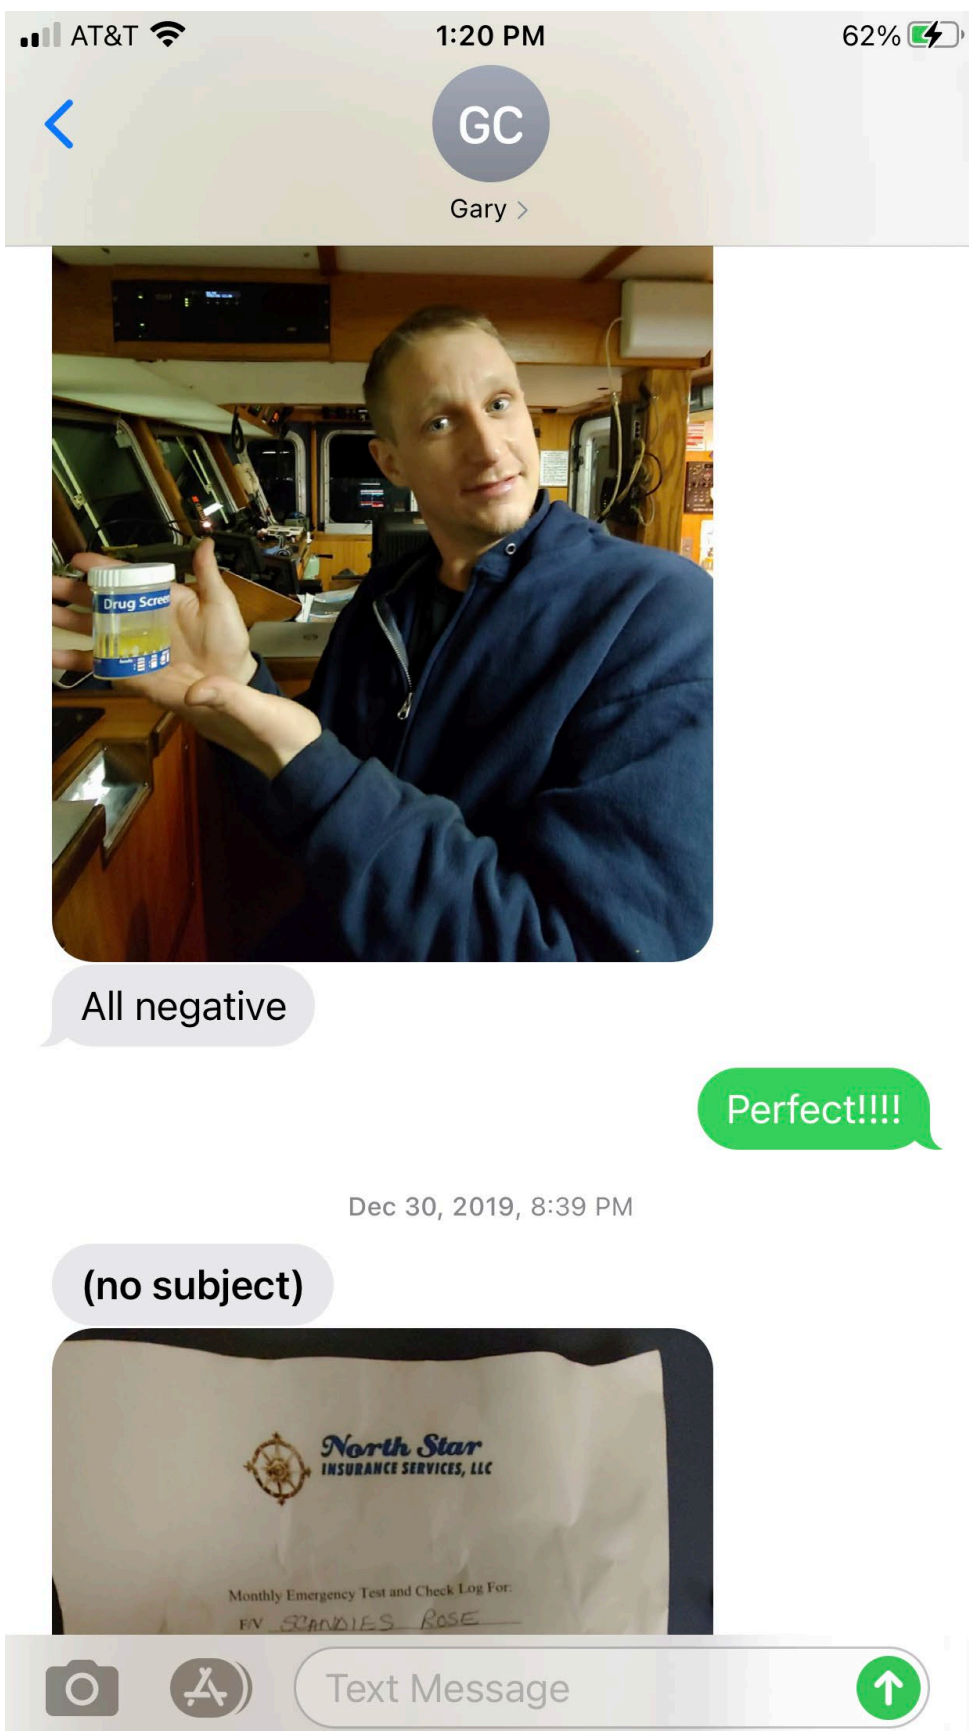 AT&T 1:20 PM 62%
GC
Gary
Drug Screen
All negative
Perfect!!!!
Dec 30, 2019, 8:39 PM
(no subject)
North Star
INSURANCE SERVICES, LLC
Monthly Emergency Test and Check Log For:
F/V SCANDIES ROSE
Text Message